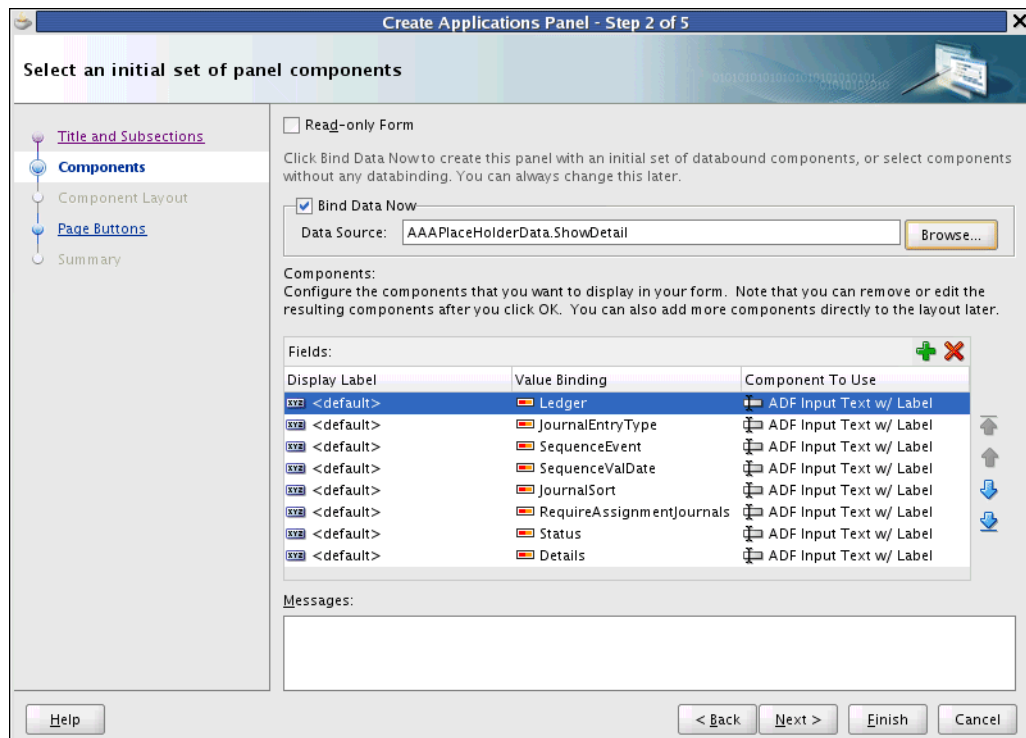 Create Applications Panel - Step 2 of 5
Select an initial set of panel components
Title and Subsections
Components
Component Layout
Page Buttons
Summary
Read-only Form
Click Bind Data Now to create this panel with an initial set of databound components, or select components
without any databinding. You can always change this later.
Bind Data Now
Data Source: AAAPlaceHolderData.ShowDetail Browse...
Components:
Configure the components that you want to display in your form. Note that you can remove or edit the
resulting components after you click OK. You can also add more components directly to the layout later.
Fields:
Display Label Value Binding Component To Use
XYZ <default> Ledger ADF Input Text w/ Label
XYZ <default> JournalEntryType ADF Input Text w/ Label
XYZ <default> SequenceEvent ADF Input Text w/ Label
XYZ <default> SequenceValDate ADF Input Text w/ Label
XYZ <default> JournalSort ADF Input Text w/ Label
XYZ <default> RequireAssignmentJournals ADF Input Text w/ Label
XYZ <default> Status ADF Input Text w/ Label
XYZ <default> Details ADF Input Text w/ Label
Messages:
Help < Back Next > Finish Cancel